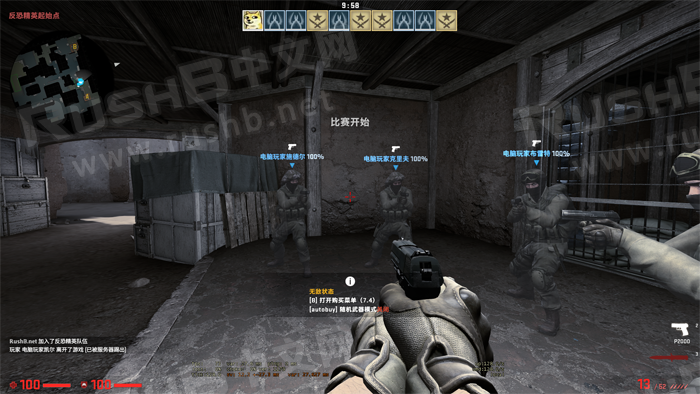 9:58
反恐精英起始点
B
A
RushB中文网
www.rushb.net
RUSHB
www.
比赛开始
电脑玩家施德尔 100%
电脑玩家克里夫 100%
电脑玩家布雷特 100%
无敌状态
[B] 打开购买菜单 (7.4)
[autobuy] 随机武器模式
RushB.net 加入了反恐精英队伍
玩家 电脑玩家凯尔 离开了游戏 (已被服务器踢出)
P2000
3
100
100
13 / 52